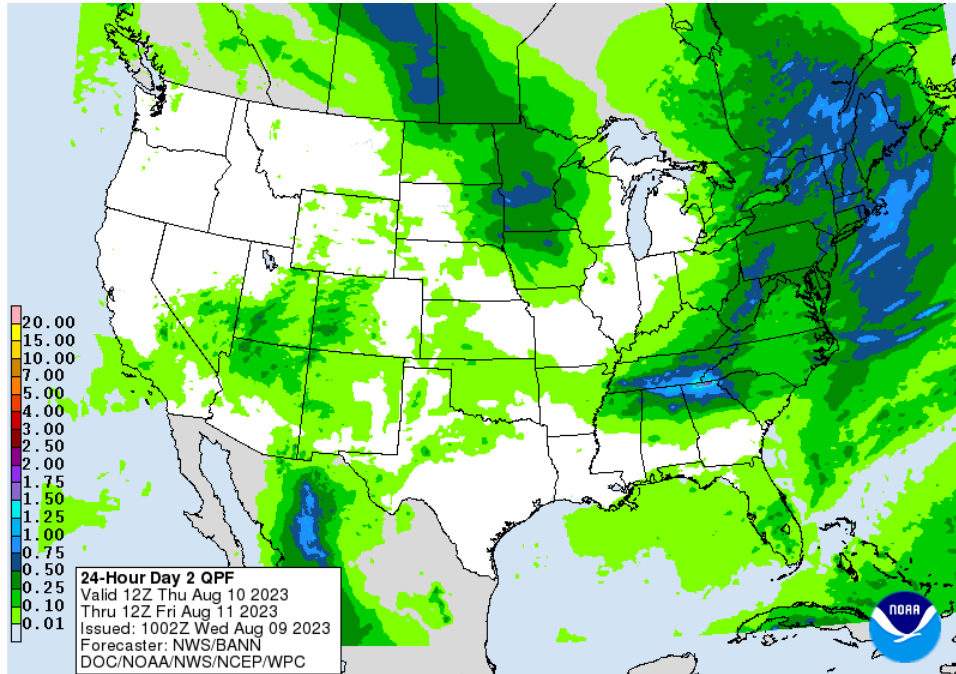 20.00
15.00
10.00
7.00
5.00
4.00
3.00
2.50
2.00
1.75
1.50
1.25
1.00
0.75
0.50
0.25
0.10
0.01
24-Hour Day 2 QPF
Valid 12Z Thu Aug 10 2023
Thru 12Z Fri Aug 11 2023
Issued: 1002Z Wed Aug 09 2023
Forecaster: NWS/BANN
DOC/NOAA/NWS/NCEP/WPC
NOAA